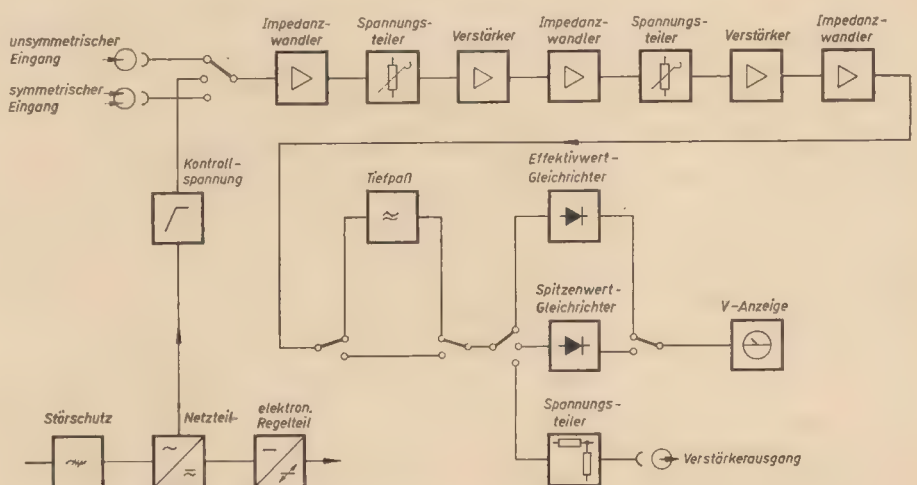 unsymmetrischer
Eingang
symmetrischer
Eingang
Impedanz-
wandler
Spannungs-
teiler
Verstärker
Impedanz-
wandler
Spannungs-
teiler
Verstärker
Impedanz-
wandler
Kontroll-
spannung
Tiefpaß
Effektivwert-
Gleichrichter
Spitzenwert-
Gleichrichter
V-Anzeige
Störschutz
Netzteil-
elektron.
Regelteil
Spannungs-
teiler
Verstärkerausgang